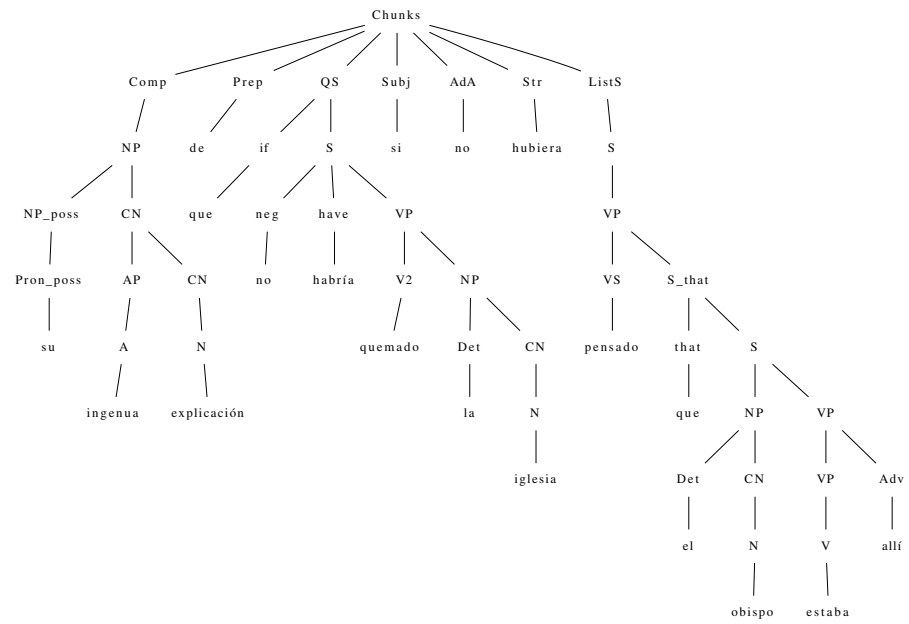 Chunks
Comp Prep QS Subj AdA Str ListS
NP de if S si no hubiera S
NP_poss CN que neg have VP VP
Pron_poss AP CN no habría V2 NP VS S_that
su A N quemado Det CN pensado that S
ingenua explicación la N que NP VP
iglesia Det CN VP Adv
el N V allí
obispo estaba